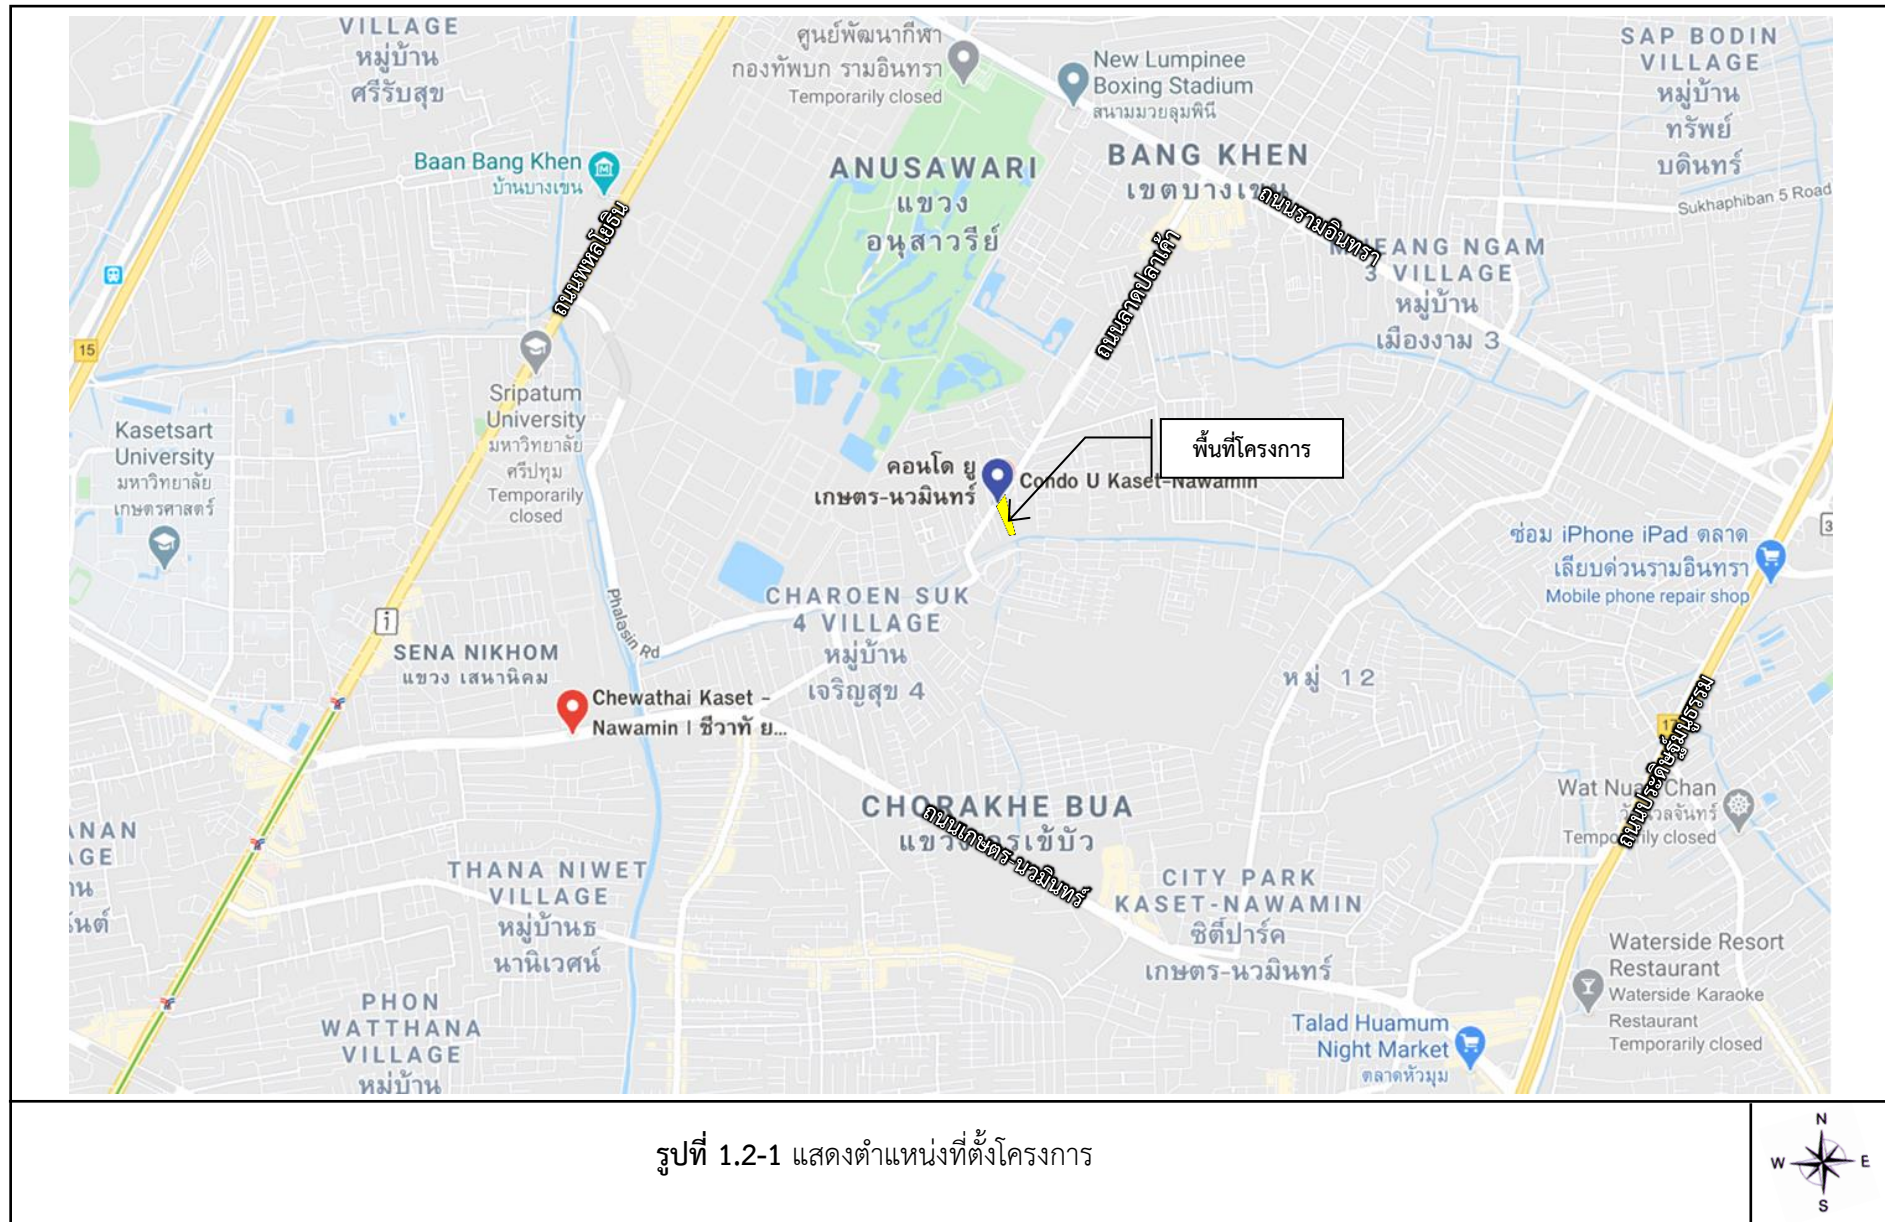 VILLAGE
หมู่บ้าน
ศรีรับสุข
ศูนย์พัฒนากีฬา
กองทัพบก รามอินทรา
Temporarily closed
New Lumpinee
Boxing Stadium
สนามมวยลุมพินี
SAP BODIN
VILLAGE
หมู่บ้าน
ทรัพย์
บดินทร์
Sukhaphiban 5 Road
Baan Bang Khen
บ้านบางเขน
ANUSAWARI
แขวง
อนุสาวรีย์
BANG KHEN
ถนนรามอินทรา
ถนนพหลโยธิน
ถนนลาดปลาเค้า
ANG NGAM
3 VILLAGE
หมู่บ้าน
เมืองงาม 3
15
Sripatum
University
มหาวิทยาลัย
ศรีปทุม
Temporarily
closed
Kasetsart
University
มหาวิทยาลัย
เกษตรศาสตร์
พื้นที่โครงการ
คอนโด ยู
เกษตร-นวมินทร์
Condo U Kaset-Nawamin
ซ่อม iPhone iPad ตลาด
เลียบด่วนรามอินทรา
Mobile phone repair shop
3
CHAROEN SUK
4 VILLAGE
หมู่บ้าน
เจริญสุข 4
Phalasin Rd
SENA NIKHOM
แขวง เสนานิคม
Chewathai Kaset -
Nawamin | ชีวาทั ย...
หมู่ 12
17
ถนนประดิษฐ์มนูธรรม
Wat Nua Chan
Temporarily closed
CHORAKHE BUA
ถนนเกษตร-นวมินทร์
ANAN
GE
THANA NIWET
VILLAGE
หมู่บ้านธ
นานิเวศน์
CITY PARK
KASET-NAWAMIN
ซิตี้ปาร์ค
เกษตร-นวมินทร์
Waterside Resort
Restaurant
Waterside Karaoke
Restaurant
Temporarily closed
PHON
WATTHANA
VILLAGE
หมู่บ้าน
Talad Huamum
Night Market
ตลาดหัวมุม
รูปที่ 1.2-1 แสดงตำแหน่งที่ตั้งโครงการ
N
W E
S